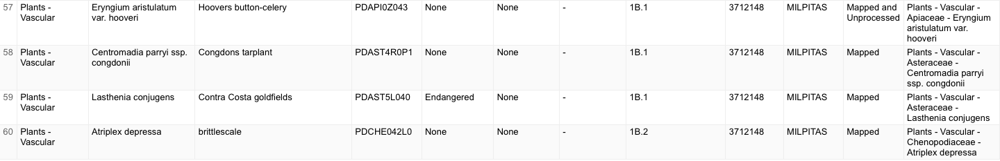 57 Plants - Vascular Eryngium aristulatum var. hooveri Hoovers button-celery PDAPI0Z043 None None - 1B.1 3712148 MILPITAS Mapped and Unprocessed Plants - Vascular - Apiaceae - Eryngium aristulatum var. hooveri
58 Plants - Vascular Centromadia parryi ssp. congdonii Congdons tarplant PDAST4R0P1 None None - 1B.1 3712148 MILPITAS Mapped Plants - Vascular - Asteraceae - Centromadia parryi ssp. congdonii
59 Plants - Vascular Lasthenia conjugens Contra Costa goldfields PDAST5L040 Endangered None - 1B.1 3712148 MILPITAS Mapped Plants - Vascular - Asteraceae - Lasthenia conjugens
60 Plants - Vascular Atriplex depressa brittlescale PDCHE042L0 None None - 1B.2 3712148 MILPITAS Mapped Plants - Vascular - Chenopodiaceae - Atriplex depressa